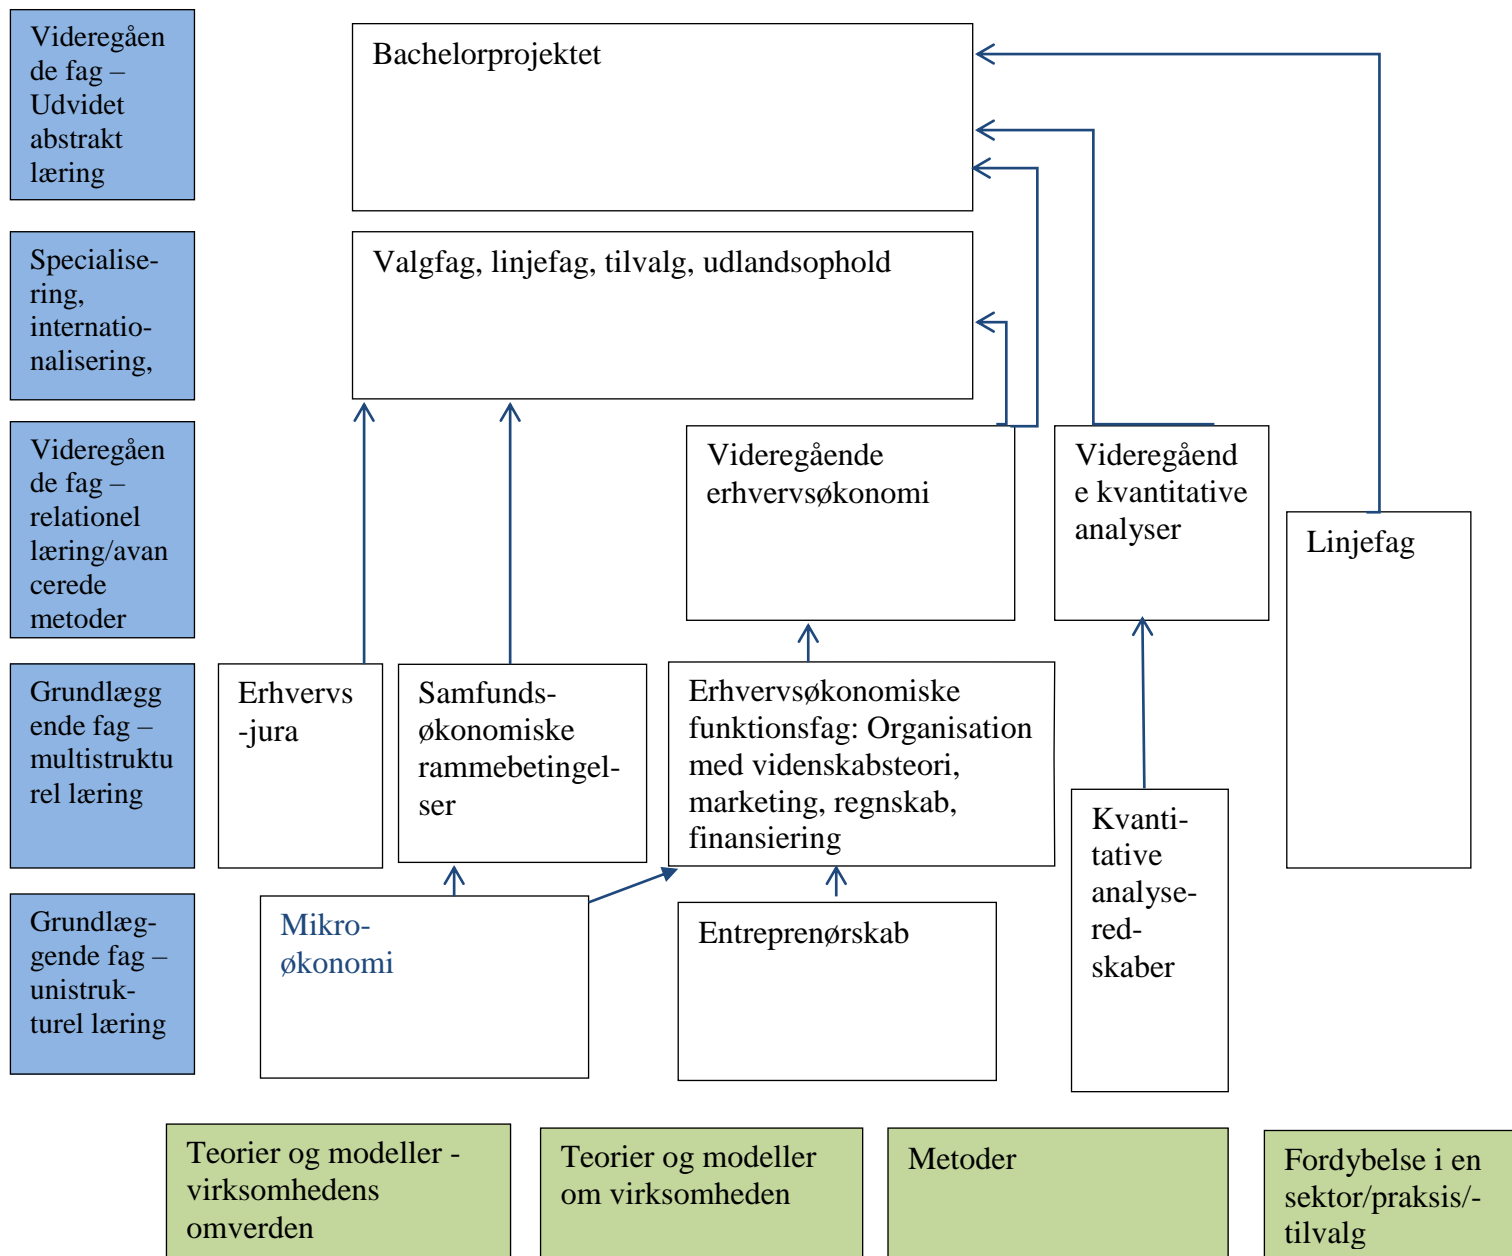 Videregåen
de fag –
Udvidet
abstrakt
læring
Bachelorprojektet
Specialise-
ring,
internatio-
nalisering,
Valgfag, linjefag, tilvalg, udlandsophold
Videregåen
de fag –
relationel
læring/avan
cerede
metoder
Videregående
erhvervsøkonomi
Videregåend
e kvantitative
analyser
Linjefag
Grundlægg
ende fag –
multistruktu
rel læring
Erhvervs
-jura
Samfunds-
økonomiske
rammebetingel-
ser
Erhvervsøkonomiske
funktionsfag: Organisation
med videnskabsteori,
marketing, regnskab,
finansiering
Kvanti-
tative
analyse-
red-
skaber
Grundlæg-
gende fag –
unistruk-
turel læring
Mikro-
økonomi
Entreprenørskab
Teorier og modeller -
virksomhedens
omverden
Teorier og modeller
om virksomheden
Metoder
Fordybelse i en
sektor/praksis/-
tilvalg